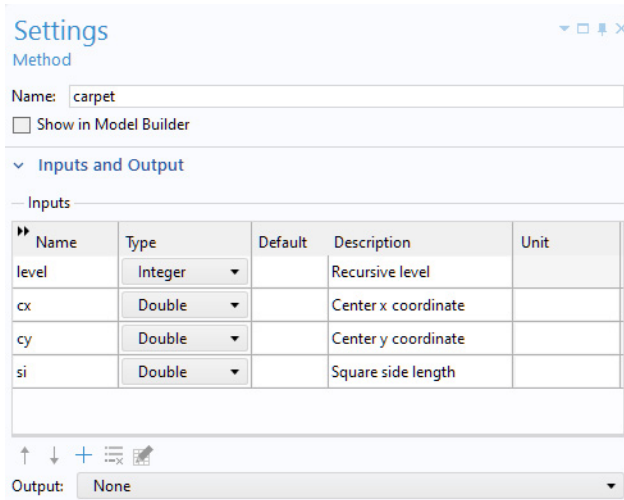 Settings
Method
Name: carpet
Show in Model Builder
Inputs and Output
Inputs
Name Type Default Description Unit
level Integer Recursive level
cx Double Center x coordinate
cy Double Center y coordinate
si Double Square side length
Output: None